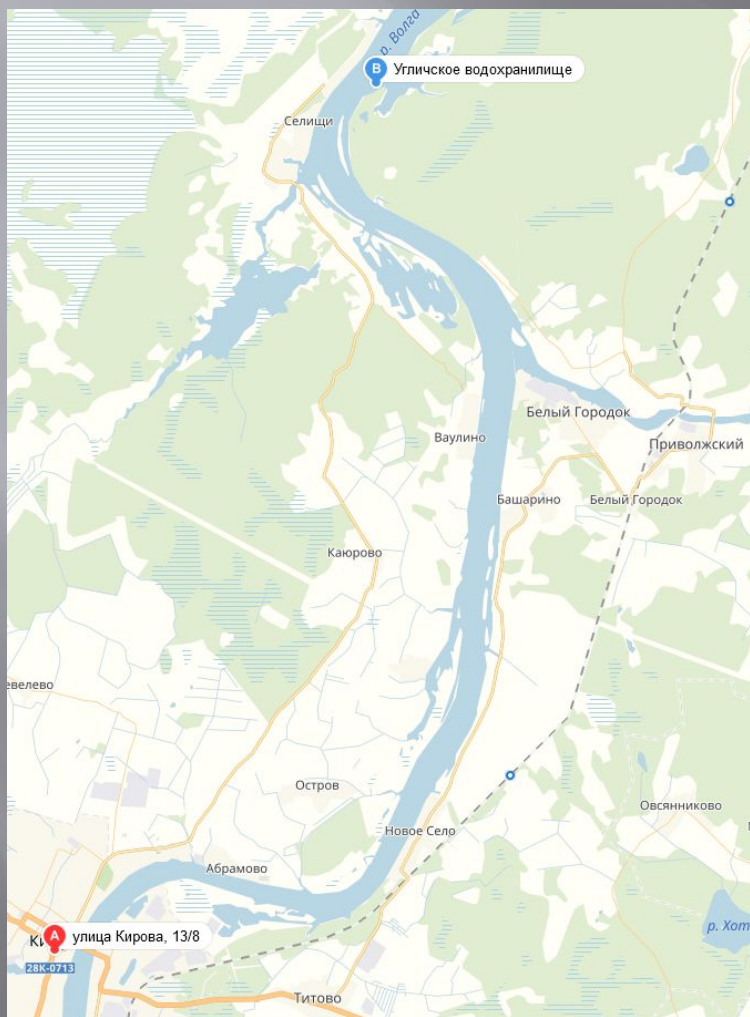 р. Волга
B Угличское водохранилище
Селищи
Белый Городок
Ваулино
Приволжский
Башарино
Белый Городок
Каюрово
евелево
Остров
Овсянниково
Новое Село
Абрамово
A улица Кирова, 13/8
р. Хот
28К-0713
Титово